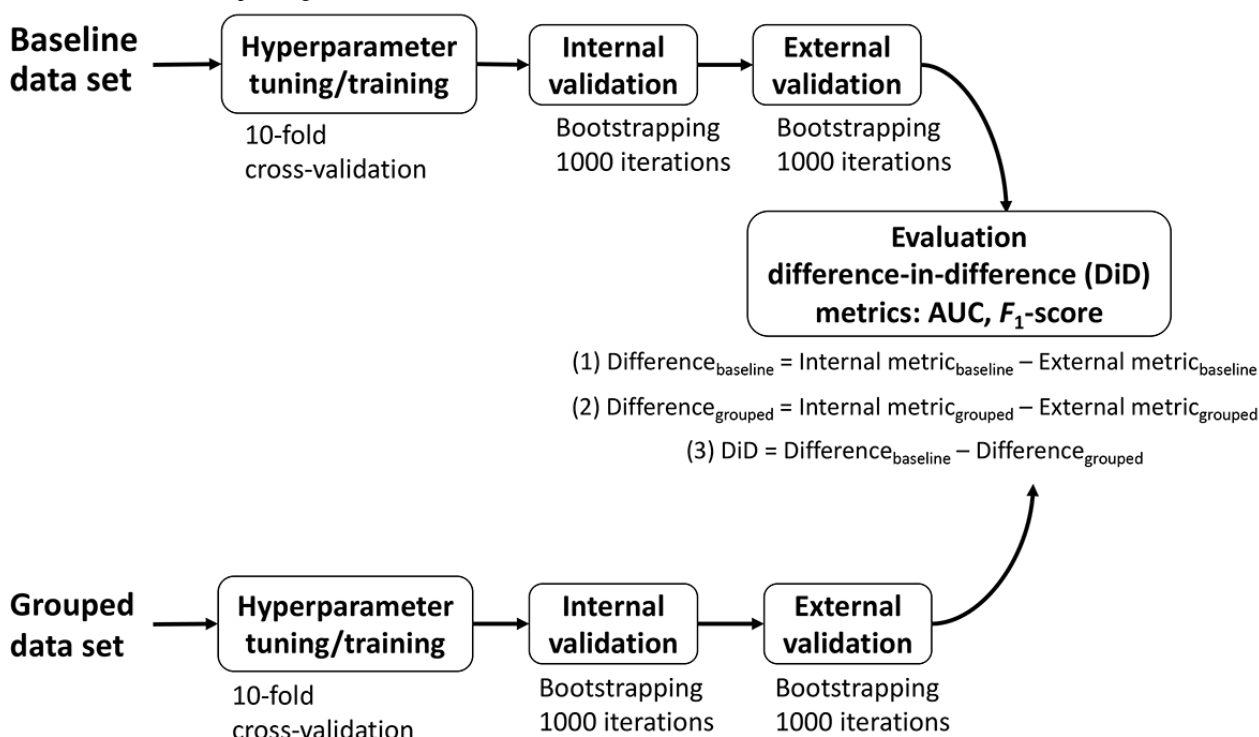 Baseline
data set
Hyperparameter
tuning/training
10-fold
cross-validation
Internal
validation
Bootstrapping
1000 iterations
External
validation
Bootstrapping
1000 iterations
Evaluation
difference-in-difference (DiD)
metrics: AUC, F1-score
(1) Differencebaseline = Internal metricbaseline – External metricbaseline
(2) Differencegrouped = Internal metricgrouped – External metricgrouped
(3) DiD = Differencebaseline – Differencegrouped
Grouped
data set
Hyperparameter
tuning/training
10-fold
cross-validation
Internal
validation
Bootstrapping
1000 iterations
External
validation
Bootstrapping
1000 iterations